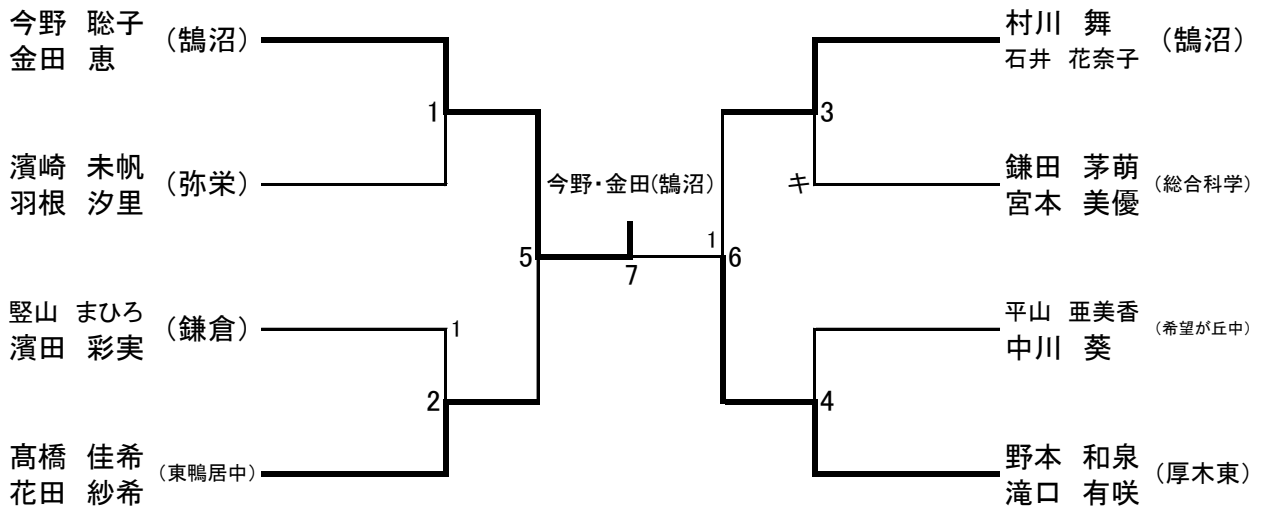 今野　聡子
金田　恵
(鵠沼)
1
濱崎　未帆
羽根　汐里
(弥栄)
竪山　まひろ
濱田　彩実
(鎌倉)
1
2
髙橋　佳希
花田　紗希
(東鴨居中)
5
今野・金田(鵠沼)
7
1
6
村川　舞
石井　花奈子
(鵠沼)
3
キ
鎌田　茅萌
宮本　美優
(総合科学)
平山　亜美香
中川　葵
(希望が丘中)
4
野本　和泉
滝口　有咲
(厚木東)